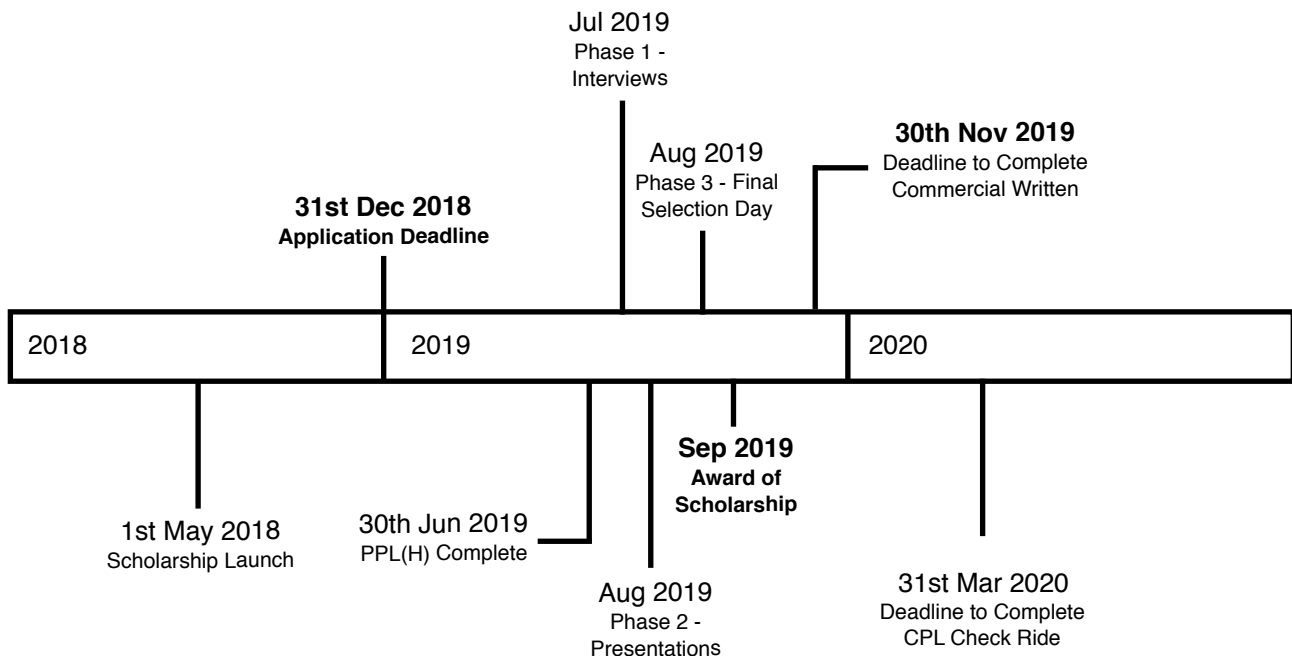 Jul 2019
Phase 1 -
Interviews
Aug 2019
Phase 3 - Final
Selection Day
30th Nov 2019
Deadline to Complete
Commercial Written
31st Dec 2018
Application Deadline
2018
2019
2020
1st May 2018
Scholarship Launch
30th Jun 2019
PPL(H) Complete
Aug 2019
Phase 2 -
Presentations
Sep 2019
Award of
Scholarship
31st Mar 2020
Deadline to Complete
CPL Check Ride